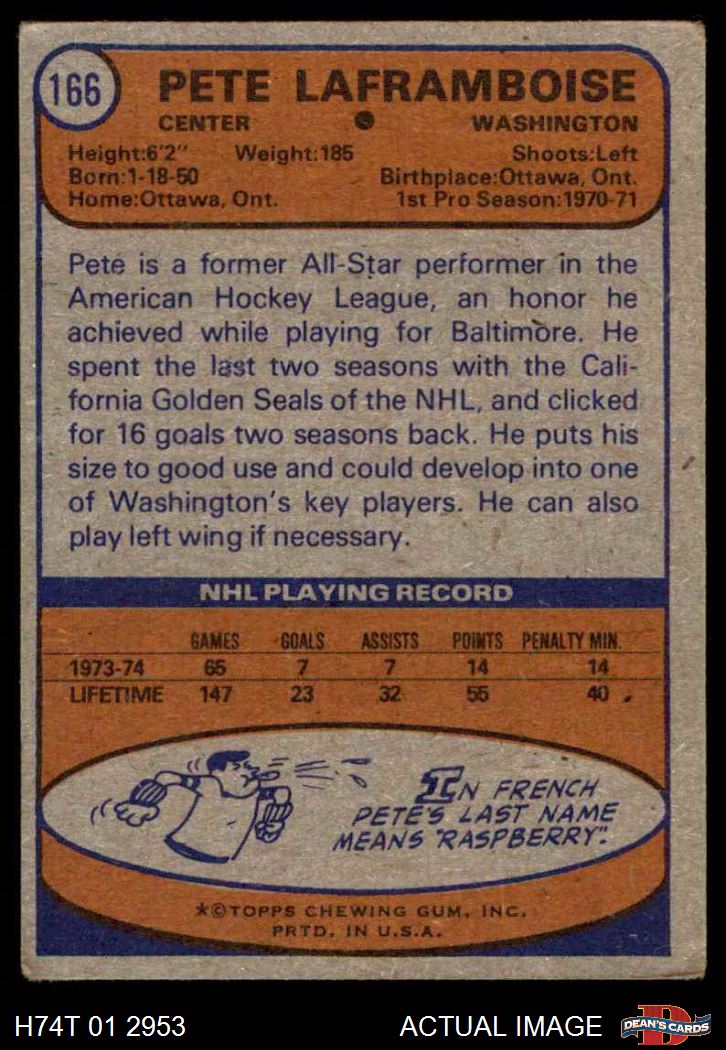 166
PETE LAFRAMBOISE
CENTER ● WASHINGTON
Height:6'2" Weight:185 Shoots:Left
Born:1-18-50 Birthplace:Ottawa, Ont.
Home:Ottawa, Ont. 1st Pro Season:1970-71
Pete is a former All-Star performer in the
American Hockey League, an honor he
achieved while playing for Baltimore. He
spent the last two seasons with the Cali-
fornia Golden Seals of the NHL, and clicked
for 16 goals two seasons back. He puts his
size to good use and could develop into one
of Washington's key players. He can also
play left wing if necessary.
NHL PLAYING RECORD
GAMES GOALS ASSISTS POINTS PENALTY MIN.
1973-74 65 7 7 14 14
LIFETIME 147 23 32 55 40
IN FRENCH
PETE'S LAST NAME
MEANS "RASPBERRY".
*©TOPPS CHEWING GUM, INC.
PRTD. IN U.S.A.
H74T 01 2953 ACTUAL IMAGE
D
DEAN'S CARDS